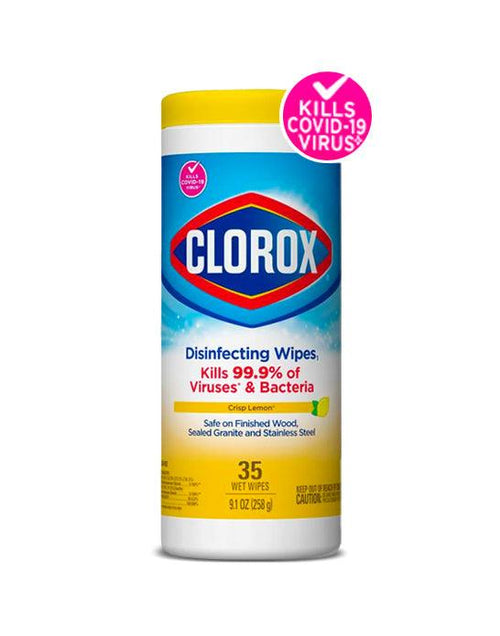 KILLS
COVID-19
VIRUS
KILLS
COVID-19
VIRUS
CLOROX
Disinfecting Wipes
Kills 99.9% of
Viruses* & Bacteria
Crisp Lemon
Safe on Finished Wood,
Sealed Granite and Stainless Steel
35
WET WIPES
9.1 OZ (258 g)
KEEP OUT OF REACH OF
CAUTION: